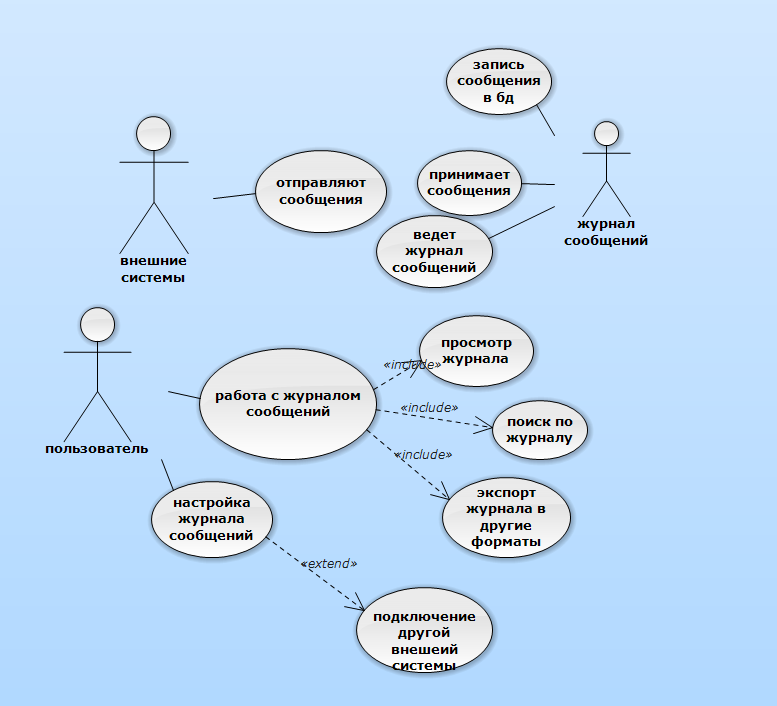 запись
сообщения
в бд
отправляют
сообщения
принимает
сообщения
журнал
сообщений
ведет
журнал
сообщений
внешние
системы
просмотр
журнала
«include»
работа с журналом
сообщений
«include»
поиск по
журналу
пользователь
«include»
экспорт
журнала в
другие
форматы
настройка
журнала
сообщений
«extend»
подключение
другой
внешеий
системы